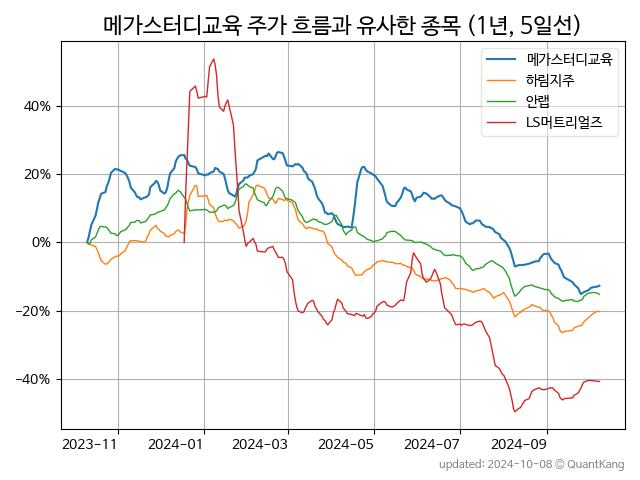 메가스터디교육 주가 흐름과 유사한 종목 (1년, 5일선)
메가스터디교육
하림지주
안랩
LS머트리얼즈
40%
20%
0%
−20%
−40%
2023-11 2024-01 2024-03 2024-05 2024-07 2024-09
updated: 2024-10-08 © QuantKang